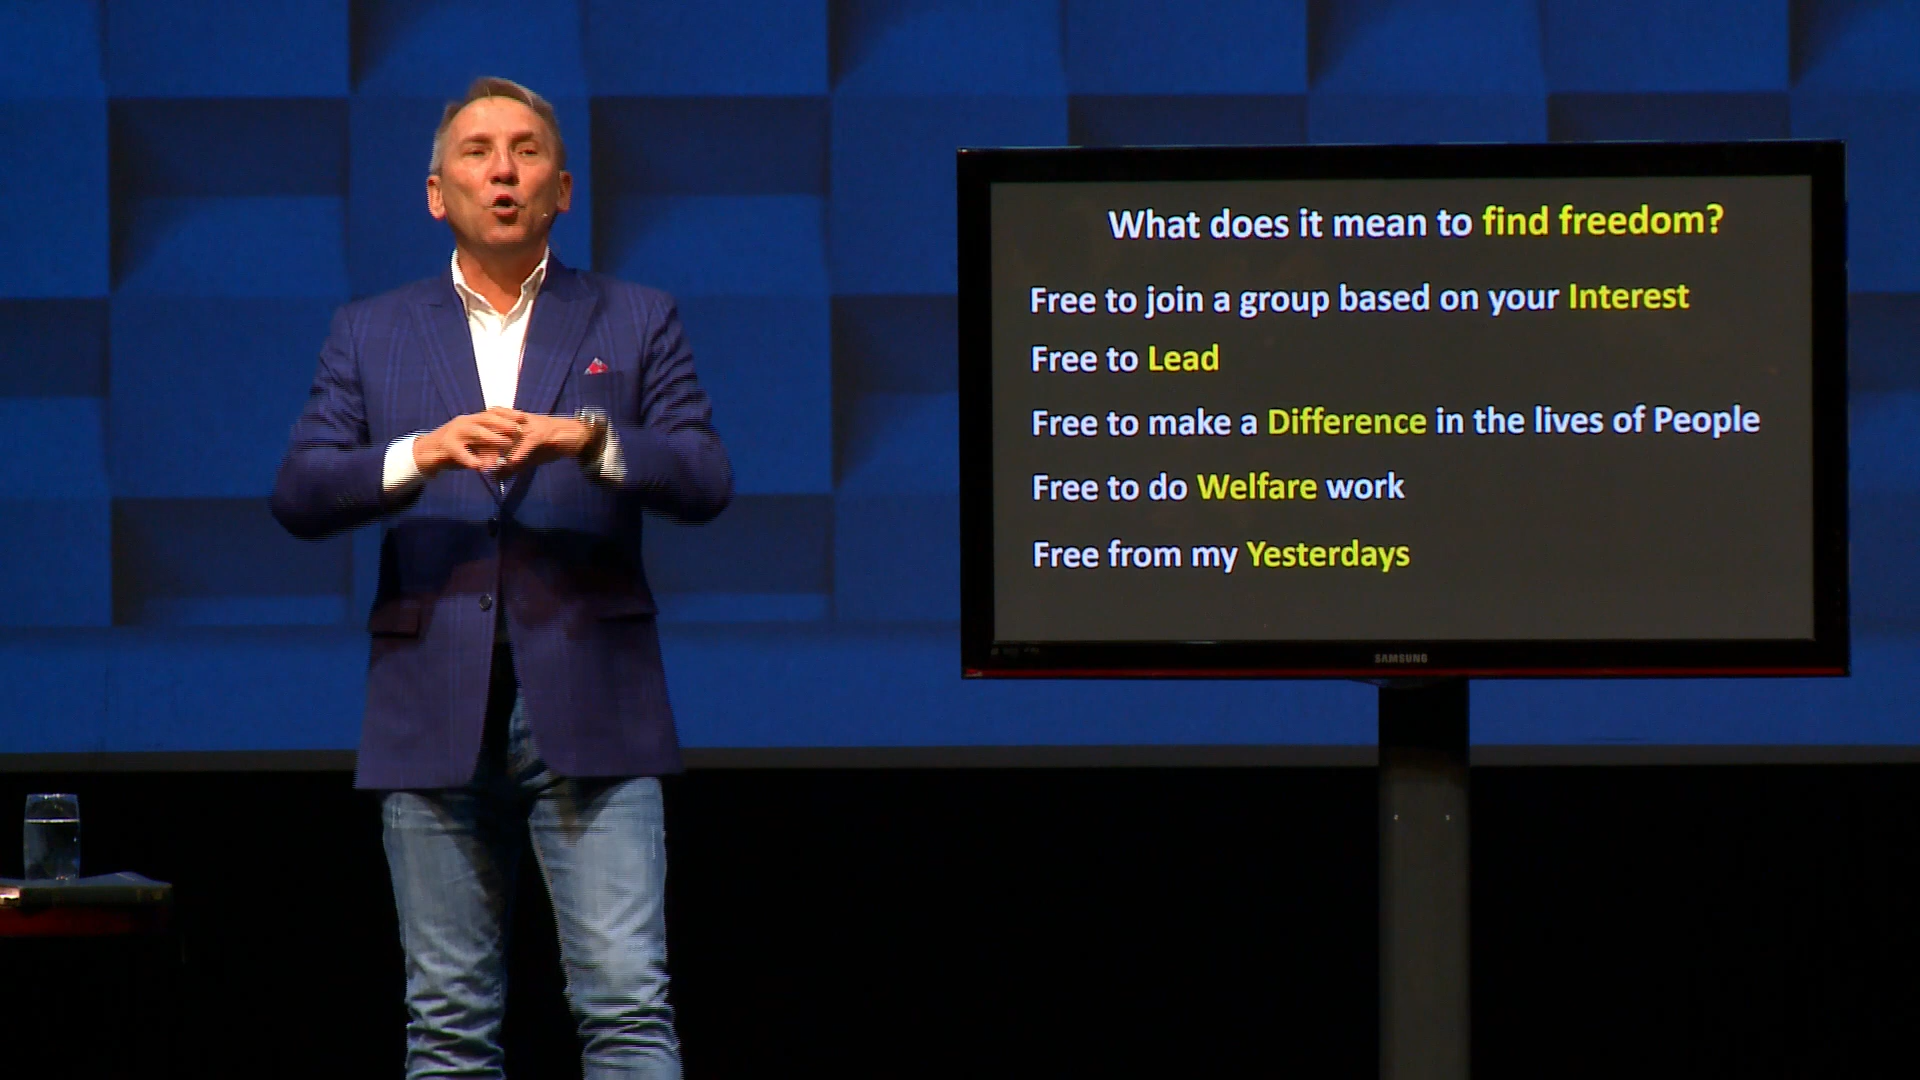 What does it mean to find freedom?
Free to join a group based on your Interest
Free to Lead
Free to make a Difference in the lives of People
Free to do Welfare work
Free from my Yesterdays
SAMSUNG